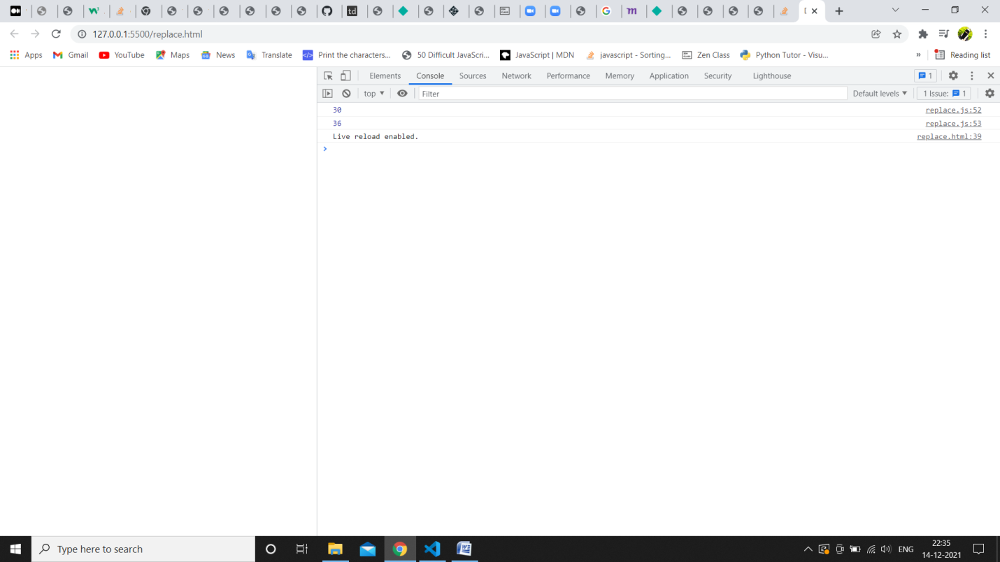 td
127.0.0.1:5500/replace.html
Apps Gmail YouTube Maps News Translate Print the characters... 50 Difficult JavaScri... JavaScript | MDN javascript - Sorting... Zen Class Python Tutor - Visu... » Reading list
Elements Console Sources Network Performance Memory Application Security Lighthouse 1
top Filter Default levels 1 Issue: 1
30 replace.js:52
36 replace.js:53
Live reload enabled. replace.html:39
Type here to search
ENG
22:35
14-12-2021